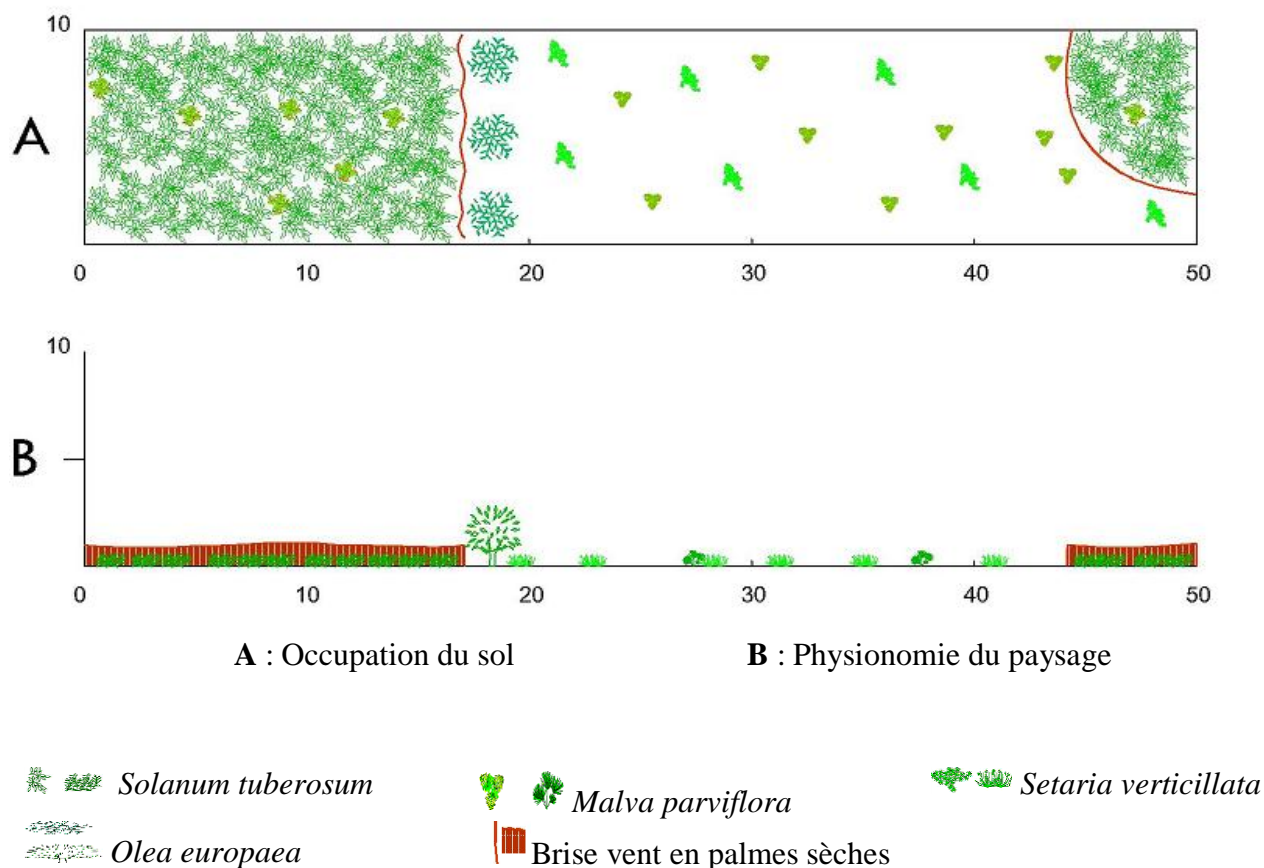 10
A
0 10 20 30 40 50
10
B
0 10 20 30 40 50
A : Occupation du sol B : Physionomie du paysage
Solanum tuberosum Malva parviflora Setaria verticillata
Olea europaea Brise vent en palmes sèches